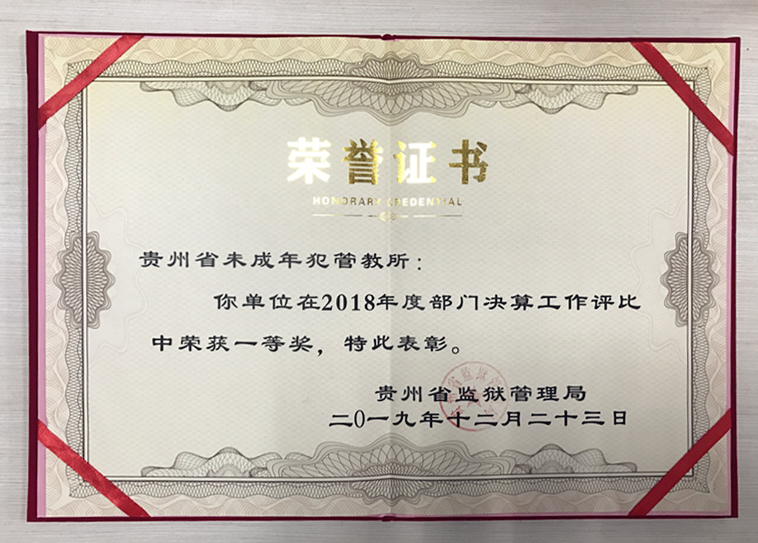 荣誉证书
HONORARY CREDENTIAL
贵州省未成年犯管教所：
你单位在2018年度部门决算工作评比
中荣获一等奖，特此表彰。
贵州省监狱管理局
二0一九年十二月二十三日